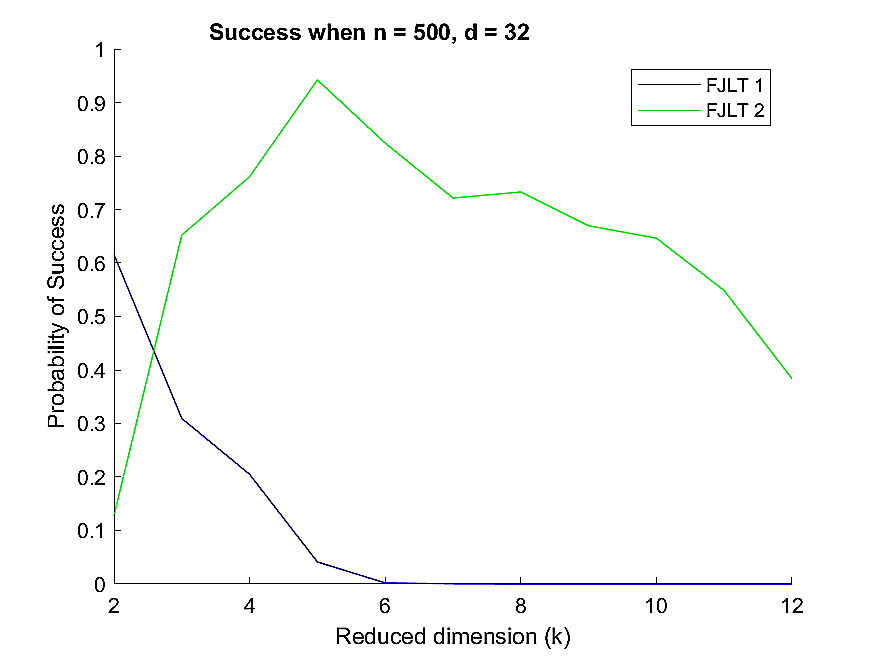 Success when n = 500, d = 32
FJLT 1
FJLT 2
Probability of Success
1
0.9
0.8
0.7
0.6
0.5
0.4
0.3
0.2
0.1
0
2 4 6 8 10 12
Reduced dimension (k)